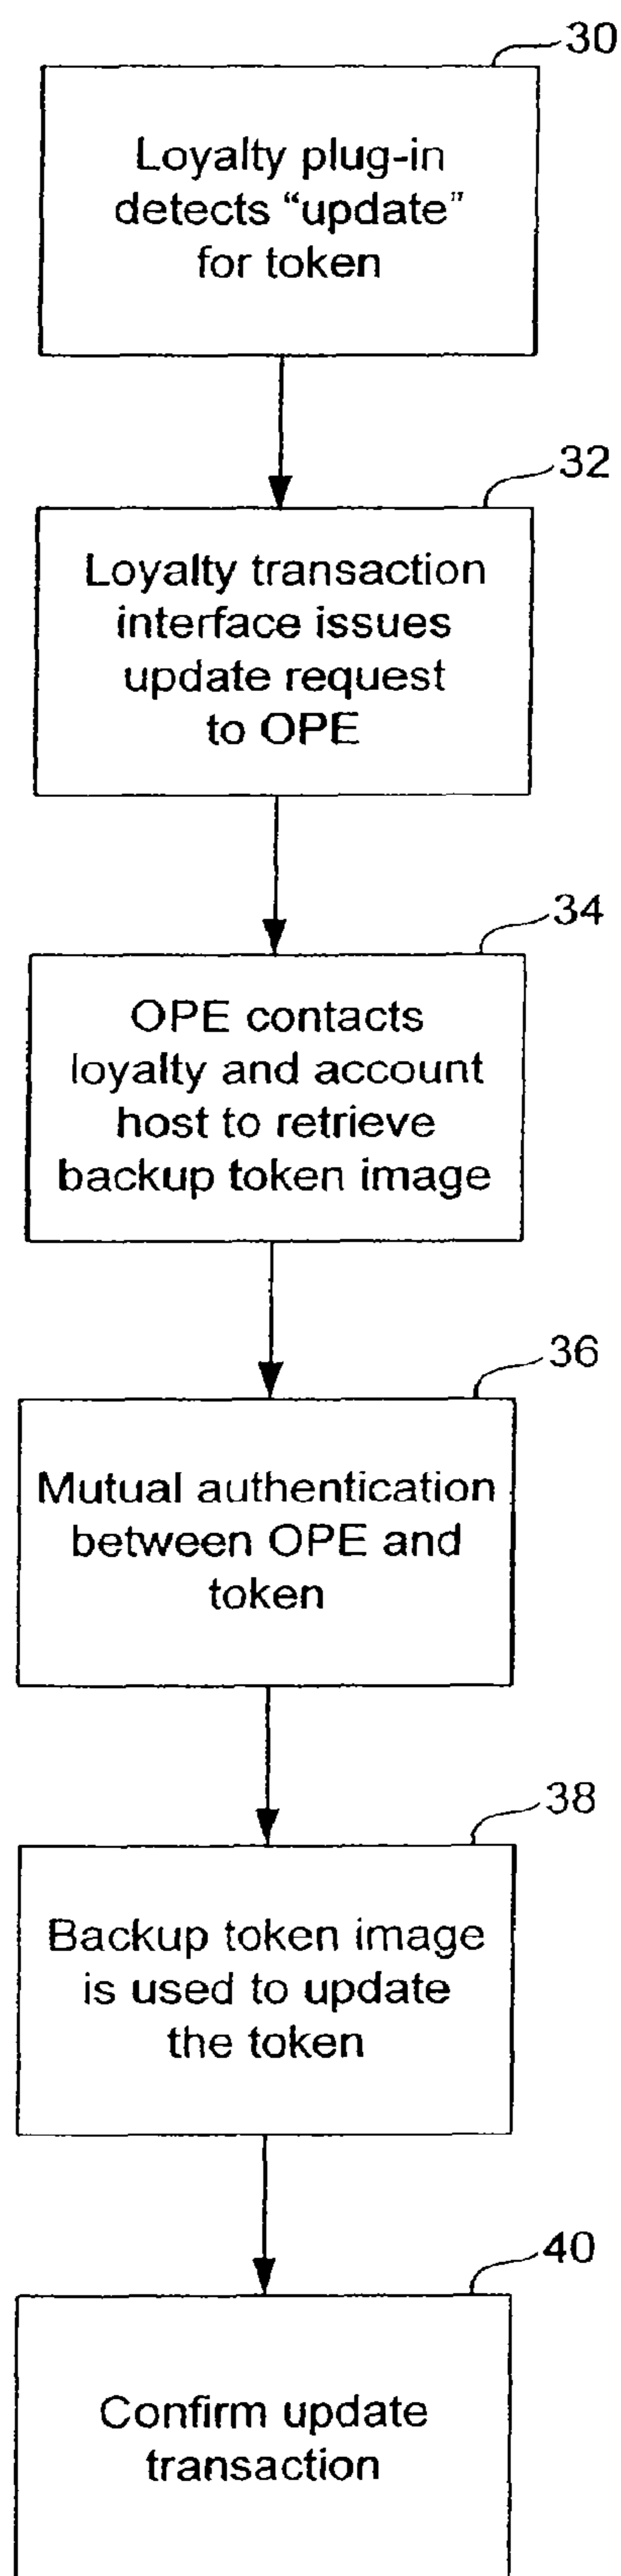 30
Loyalty plug-in
detects “update”
for token
32
Loyalty transaction
interface issues
update request
to OPE
34
OPE contacts
loyalty and account
host to retrieve
backup token image
36
Mutual authentication
between OPE and
token
38
Backup token image
is used to update
the token
40
Confirm update
transaction